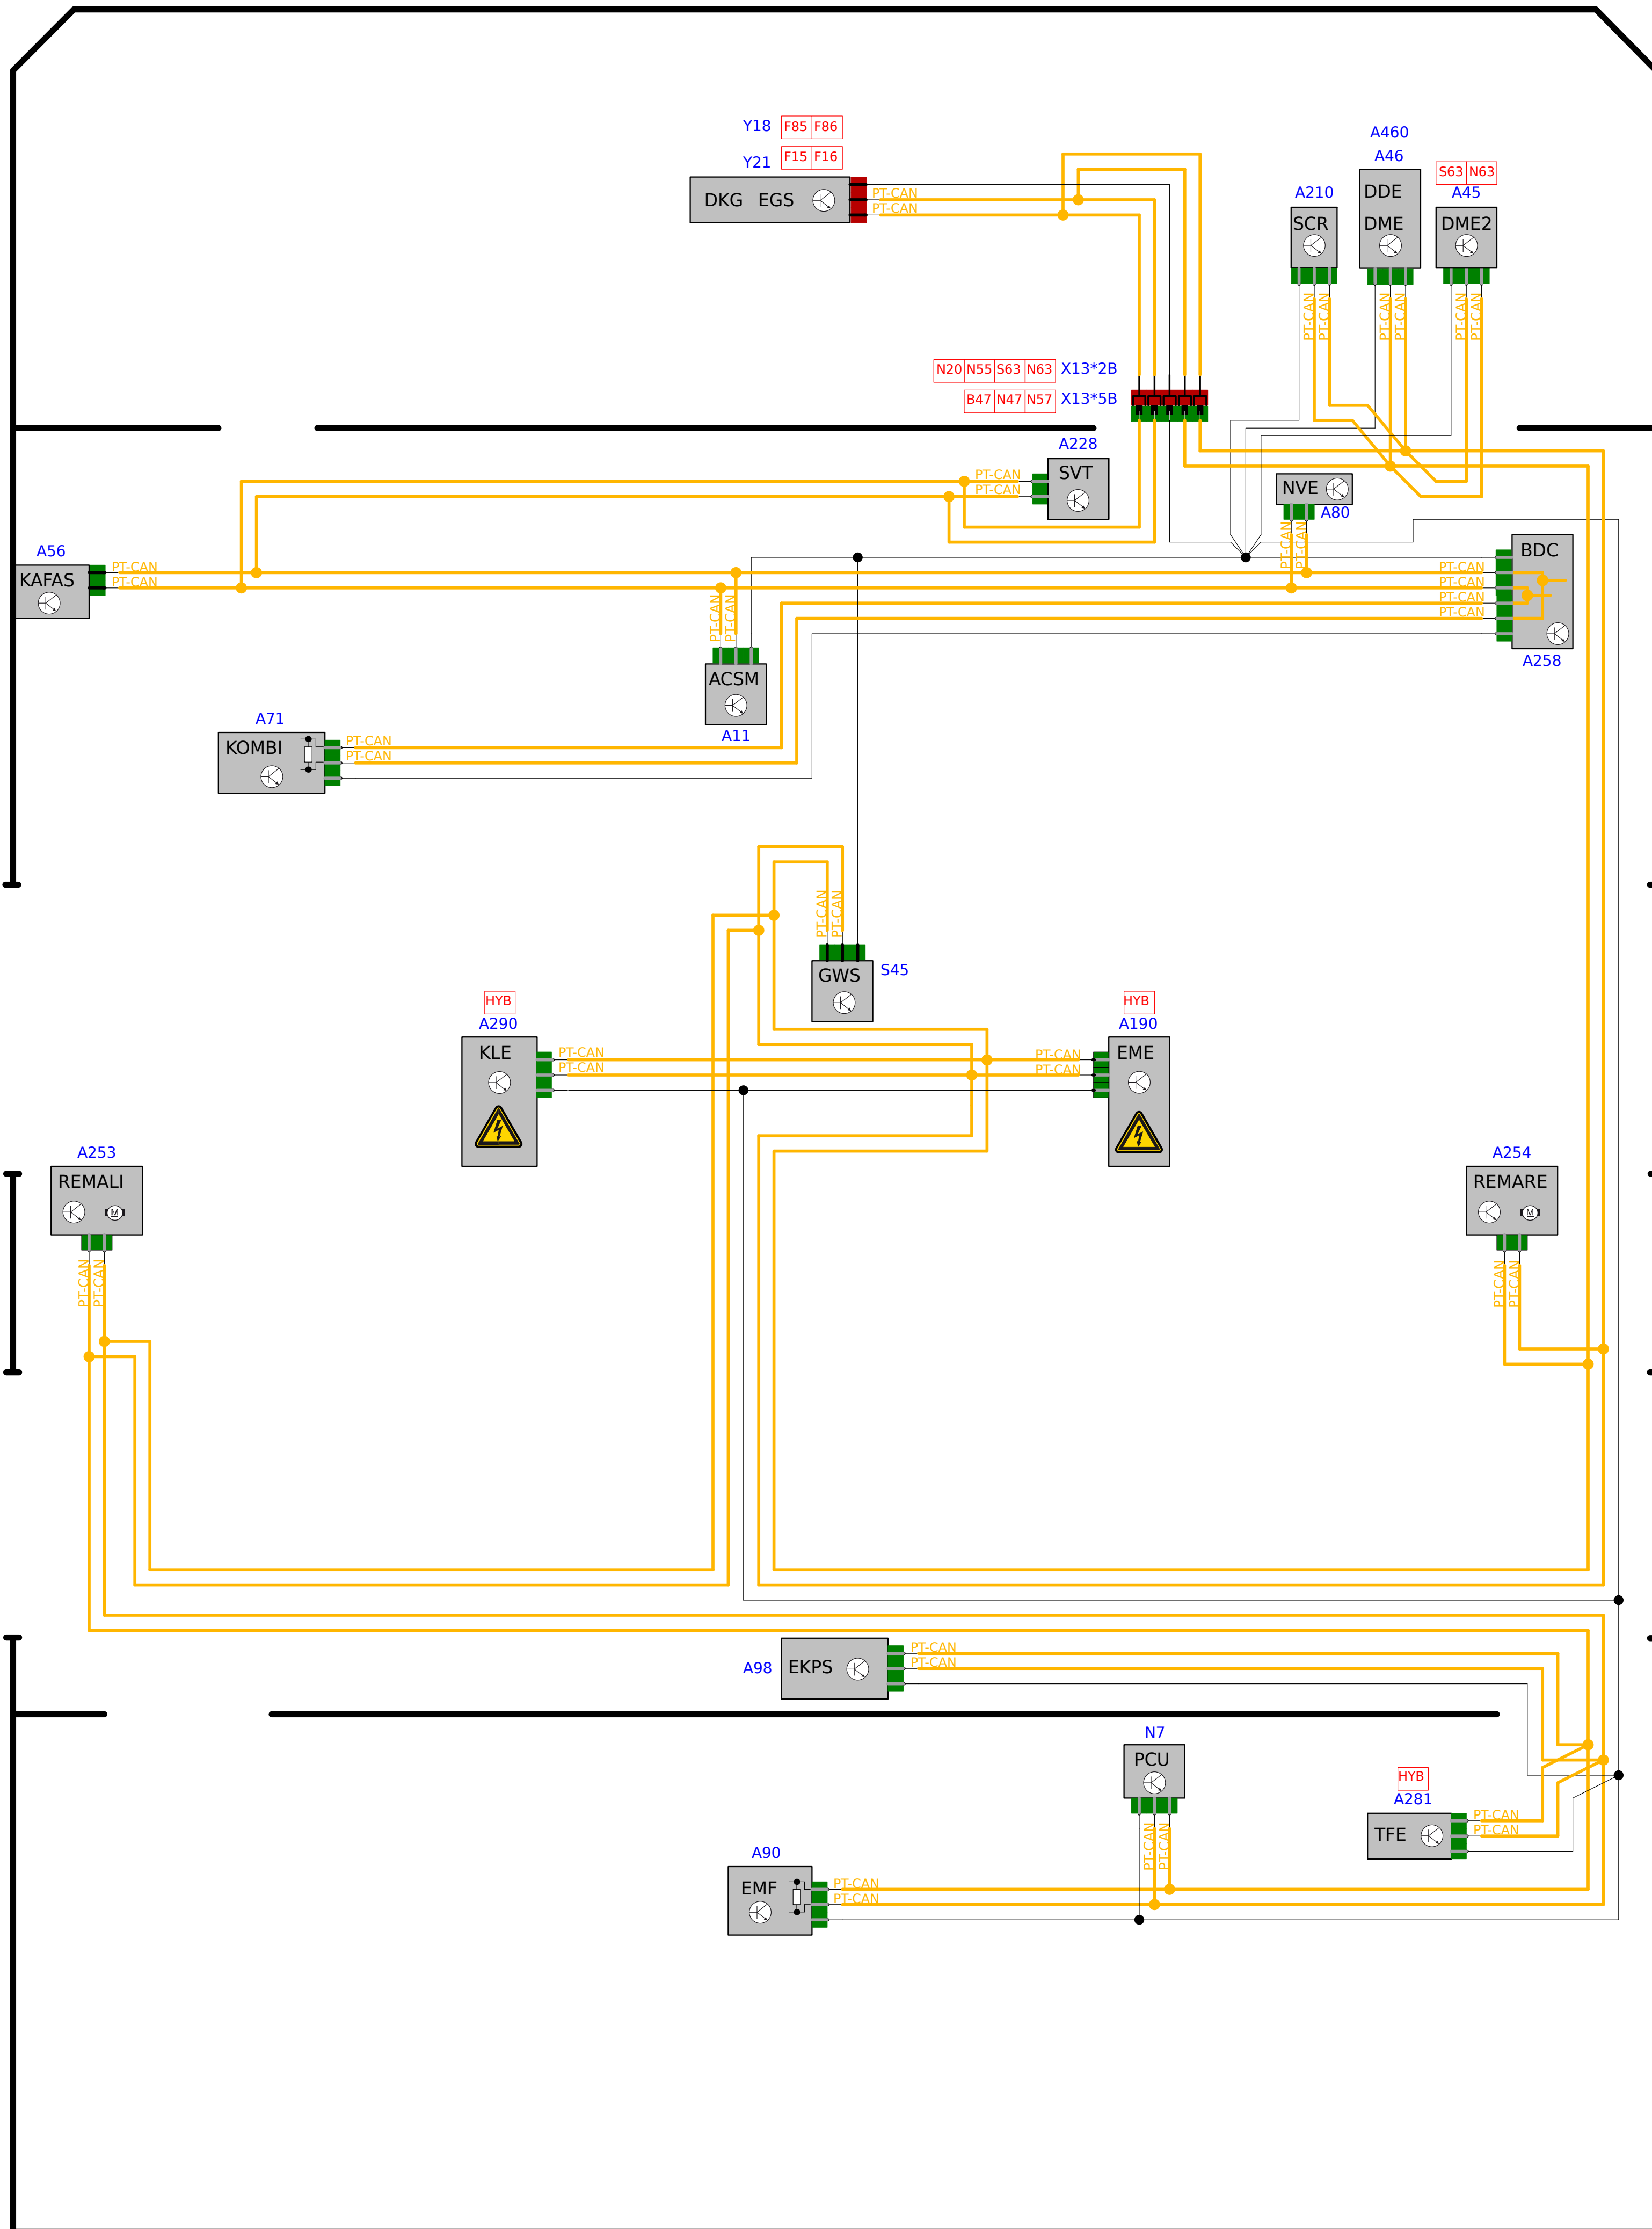 Y18 F85 F86
Y21 F15 F16
DKG EGS
PT-CAN
PT-CAN
A210
SCR
PT-CAN
PT-CAN
A460
A46
DDE
DME
PT-CAN
PT-CAN
S63 N63
A45
DME2
PT-CAN
PT-CAN
N20 N55 S63 N63 X13*2B
B47 N47 N57 X13*5B
A228
SVT
PT-CAN
PT-CAN
NVE
A80
PT-CAN
PT-CAN
A56
KAFAS
PT-CAN
PT-CAN
BDC
PT-CAN
PT-CAN
PT-CAN
PT-CAN
A258
PT-CAN
PT-CAN
ACSM
A11
A71
KOMBI
PT-CAN
PT-CAN
PT-CAN
PT-CAN
GWS
S45
HYB
A290
KLE
PT-CAN
PT-CAN
HYB
A190
EME
PT-CAN
PT-CAN
A253
REMALI
M
PT-CAN
PT-CAN
A254
REMARE
M
PT-CAN
PT-CAN
A98
EKPS
PT-CAN
PT-CAN
N7
PCU
PT-CAN
PT-CAN
HYB
A281
TFE
PT-CAN
PT-CAN
A90
EMF
PT-CAN
PT-CAN